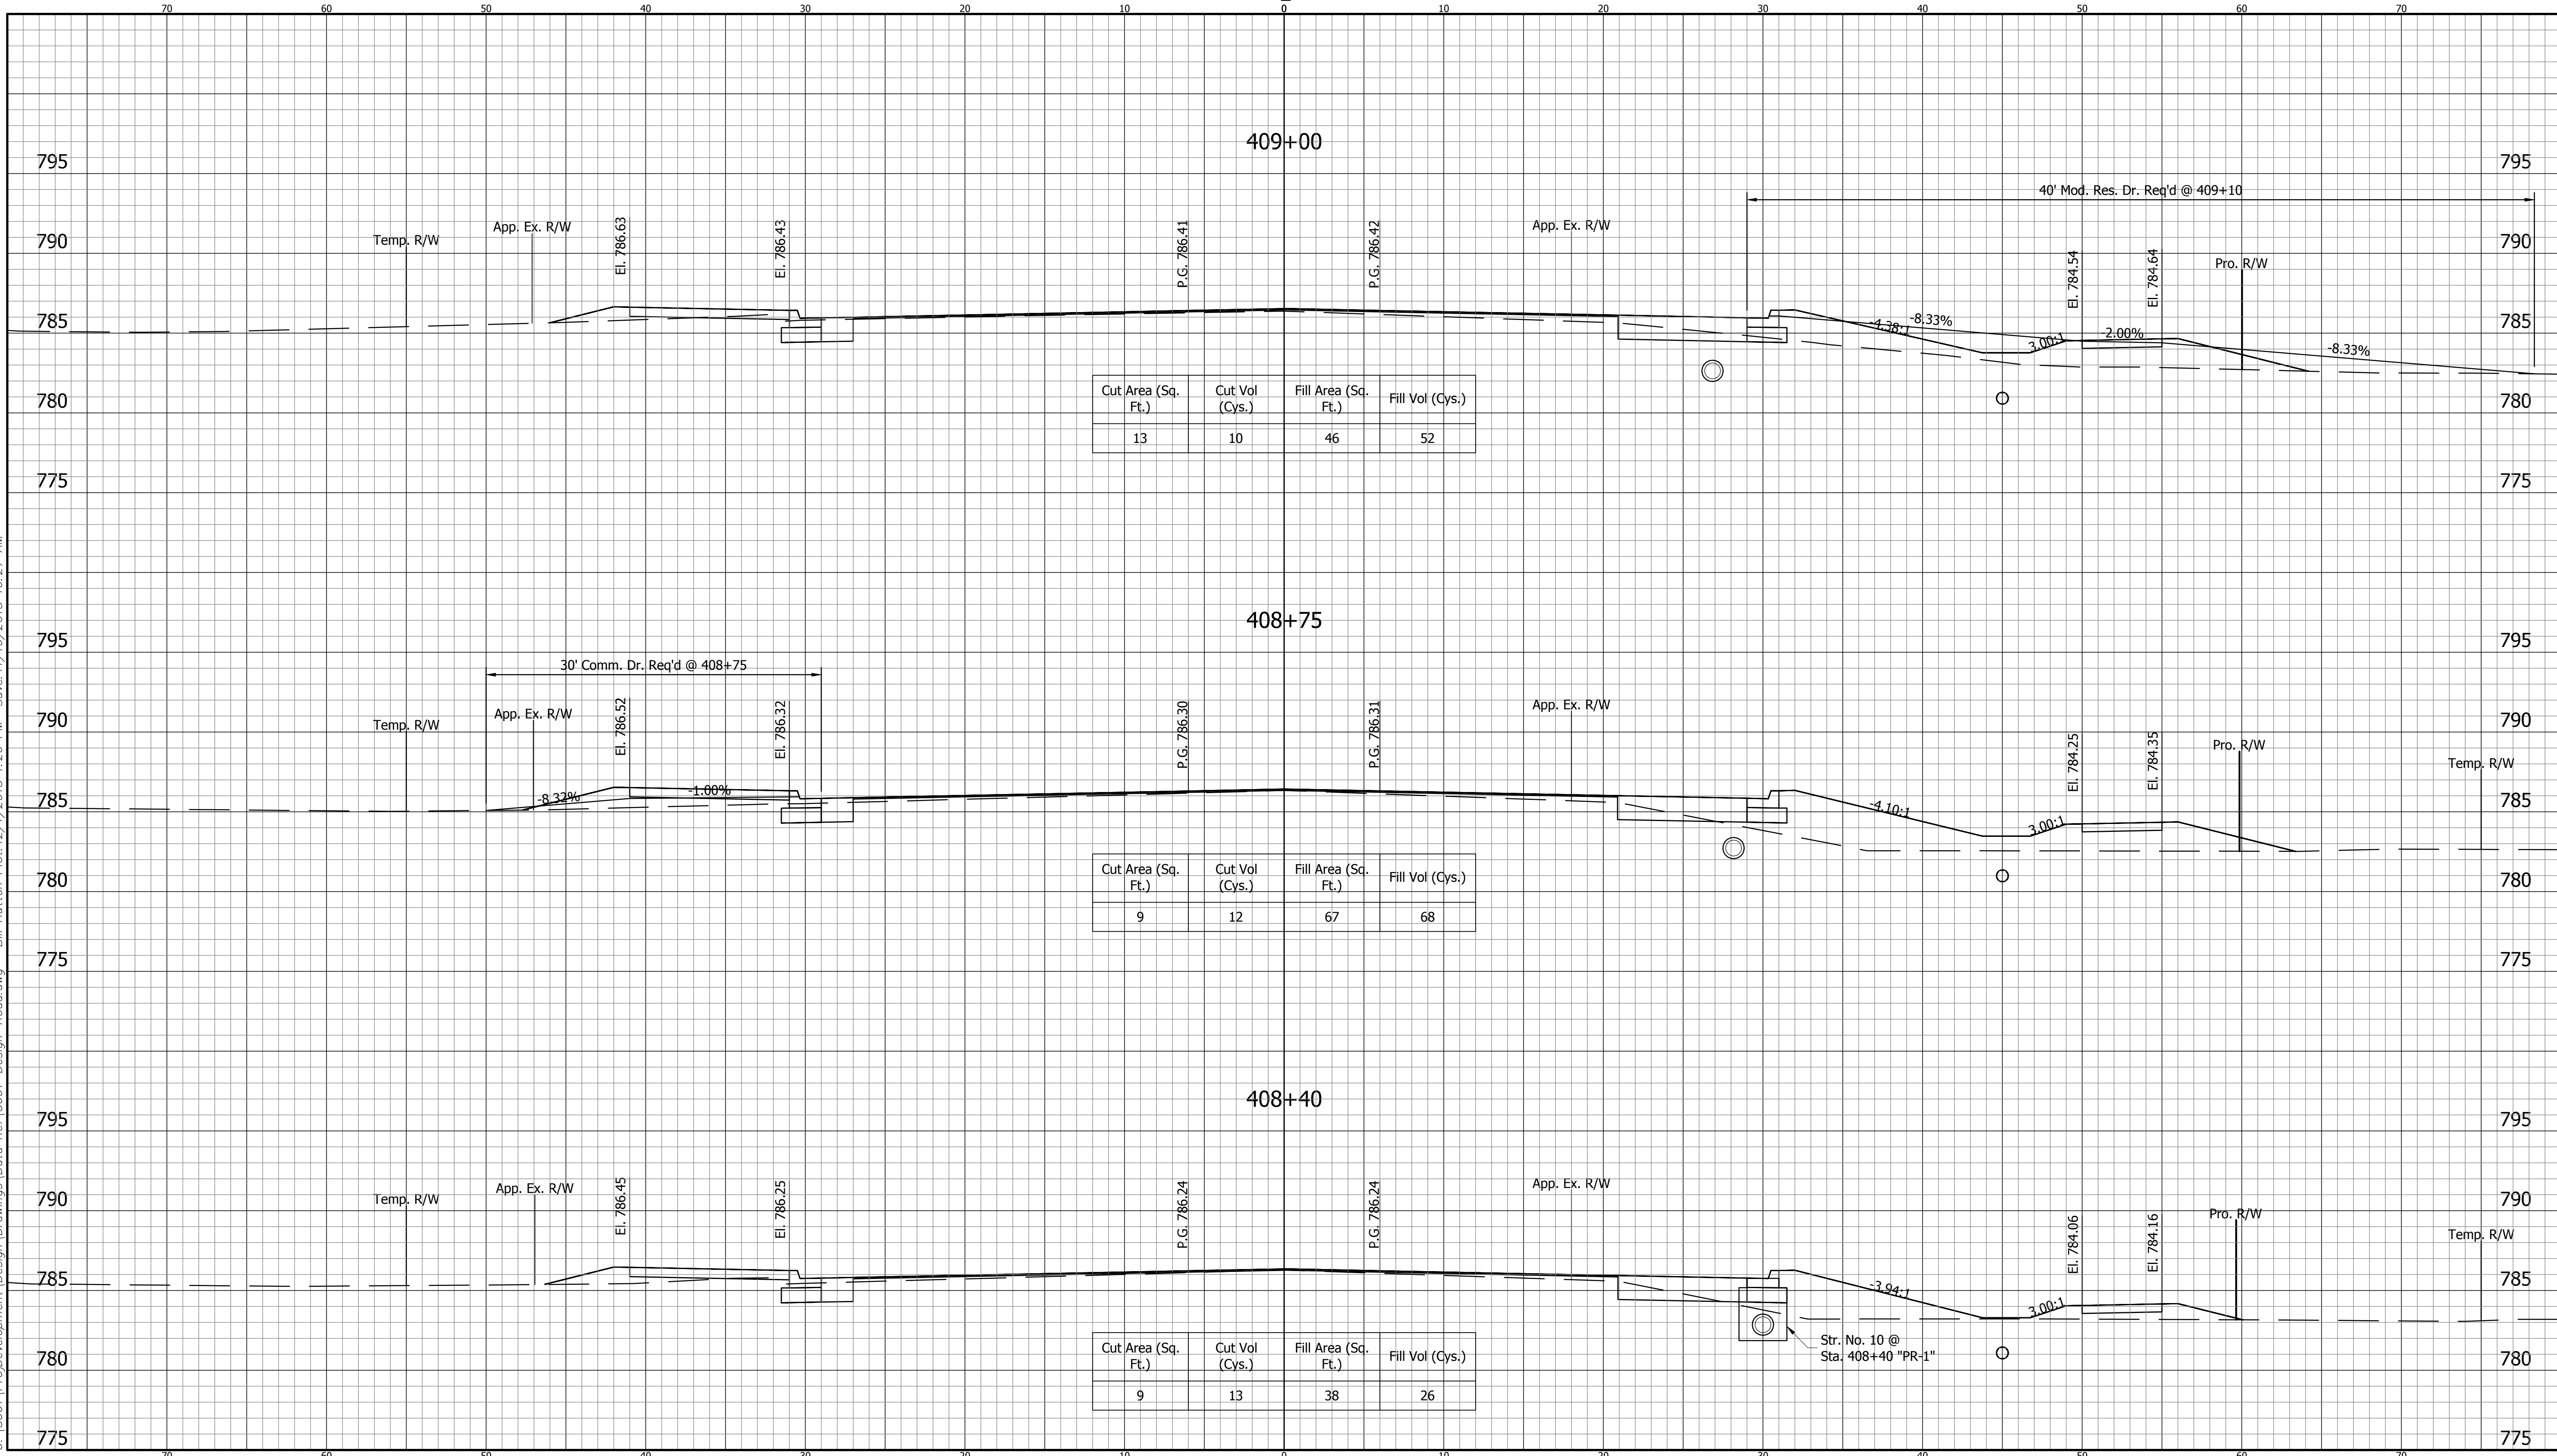 70 60 50 40 30 20 10 0 10 20 30 40 50 60 70
409+00
795 795
40' Mod. Res. Dr. Req'd @ 409+10
790 790
Temp. R/W
App. Ex. R/W
El. 786.63
El. 786.43
P.G. 786.41
P.G. 786.42
App. Ex. R/W
El. 784.54
El. 784.64
Pro. R/W
785 785
-4.38:1
-8.33%
3.00:1
-2.00%
-8.33%
780 780
Cut Area (Sq. Ft.) Cut Vol (Cys.) Fill Area (Sq. Ft.) Fill Vol (Cys.)
13 10 46 52
775 775
408+75
795 795
30' Comm. Dr. Req'd @ 408+75
790 790
Temp. R/W
App. Ex. R/W
El. 786.52
El. 786.32
P.G. 786.30
P.G. 786.31
App. Ex. R/W
El. 784.25
El. 784.35
Pro. R/W
Temp. R/W
785 785
-8.32%
-1.00%
-4.10:1
3.00:1
780 780
Cut Area (Sq. Ft.) Cut Vol (Cys.) Fill Area (Sq. Ft.) Fill Vol (Cys.)
9 12 67 68
775 775
408+40
795 795
790 790
Temp. R/W
App. Ex. R/W
El. 786.45
El. 786.25
P.G. 786.24
P.G. 786.24
App. Ex. R/W
El. 784.06
El. 784.16
Pro. R/W
Temp. R/W
785 785
-3.94:1
3.00:1
Str. No. 10 @
Sta. 408+40 "PR-1"
780 780
Cut Area (Sq. Ft.) Cut Vol (Cys.) Fill Area (Sq. Ft.) Fill Vol (Cys.)
9 13 38 26
775 775
70 60 50 40 30 20 10 0 10 20 30 40 50 60 70